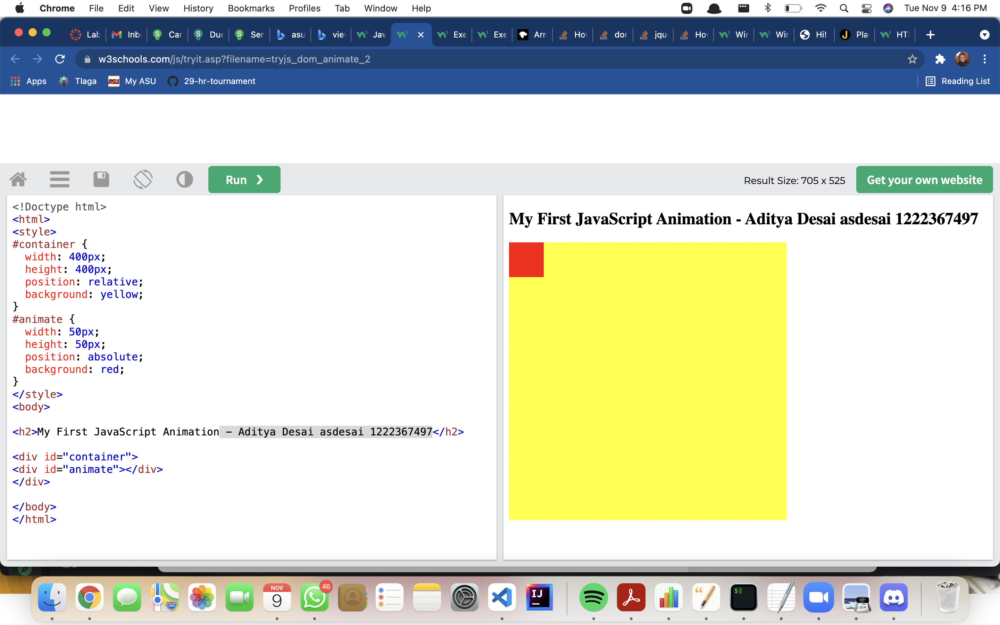 Chrome File Edit View History Bookmarks Profiles Tab Window Help Tue Nov 9 4:16 PM
Lab Inb Car Due Ser asu vie Jav Exe Exe Arr Ho dor jqu Ho Wir Wir Hi! Pla HTI
w3schools.com/js/tryit.asp?filename=tryjs_dom_animate_2
Apps Tlaga My ASU 29-hr-tournament Reading List
Run ❯ Result Size: 705 x 525 Get your own website
<!Doctype html>
<html>
<style>
#container {
  width: 400px;
  height: 400px;
  position: relative;
  background: yellow;
}
#animate {
  width: 50px;
  height: 50px;
  position: absolute;
  background: red;
}
</style>
<body>
<h2>My First JavaScript Animation - Aditya Desai asdesai 1222367497</h2>
<div id="container">
<div id="animate"></div>
</div>
</body>
</html>
My First JavaScript Animation - Aditya Desai asdesai 1222367497
NOV
9
46
280
IJ
$